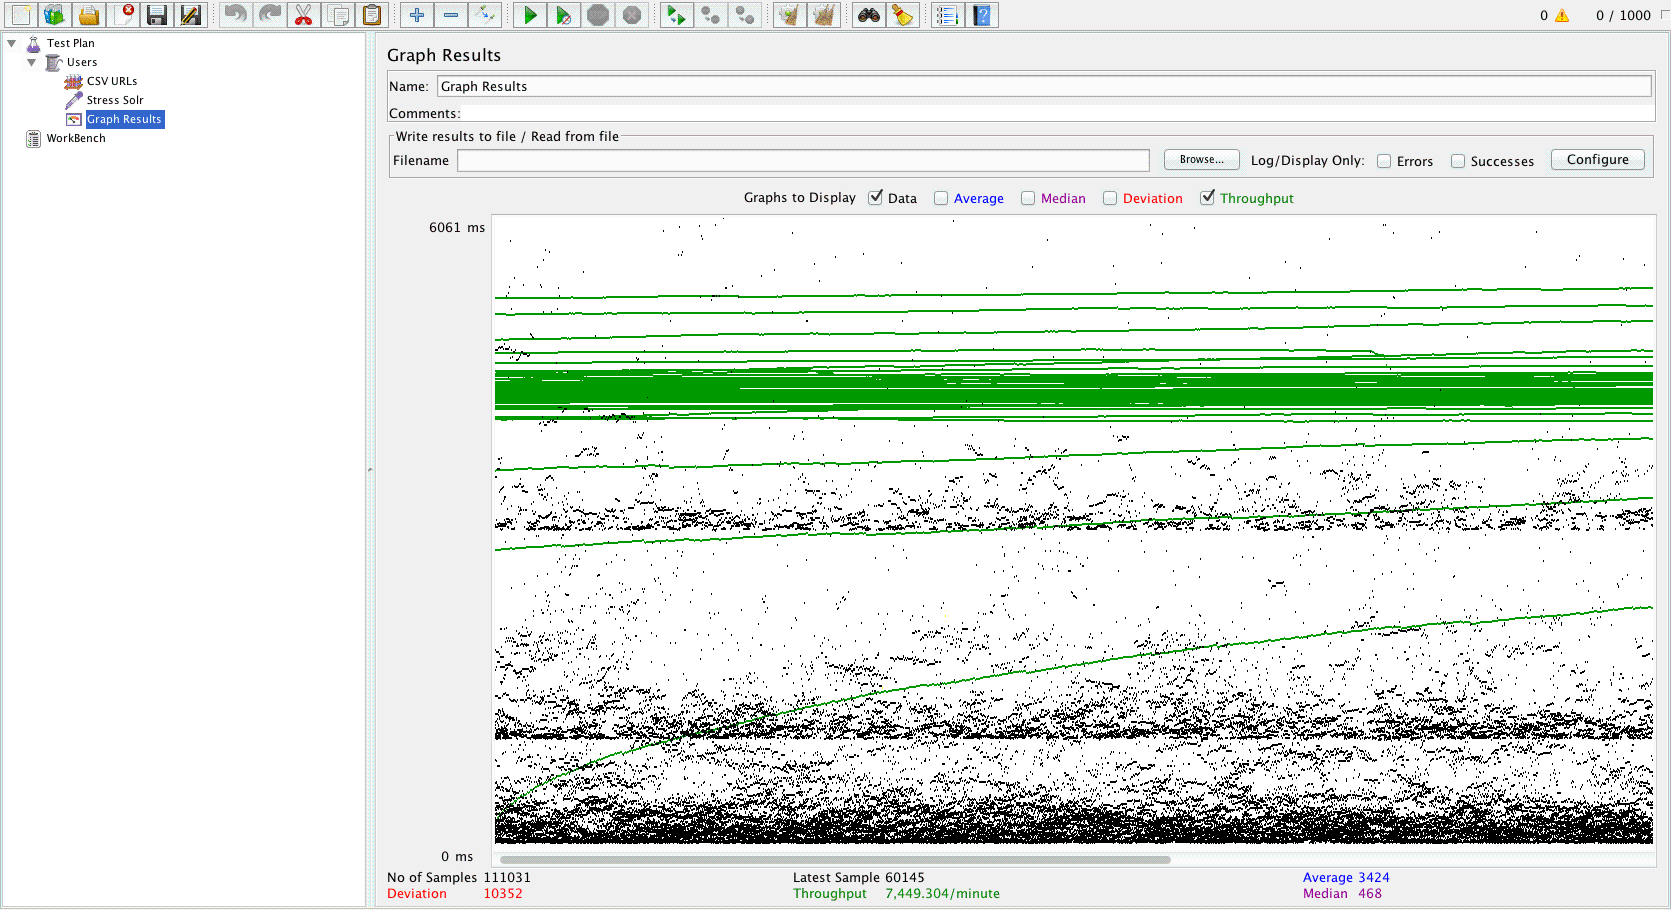 0 0 / 1000
Test Plan
Users
CSV URLs
Stress Solr
Graph Results
WorkBench
Graph Results
Name: Graph Results
Comments:
Write results to file / Read from file
Filename Browse... Log/Display Only: Errors Successes Configure
Graphs to Display Data Average Median Deviation Throughput
6061 ms
0 ms
No of Samples 111031 Latest Sample 60145 Average 3424
Deviation 10352 Throughput 7,449.304/minute Median 468